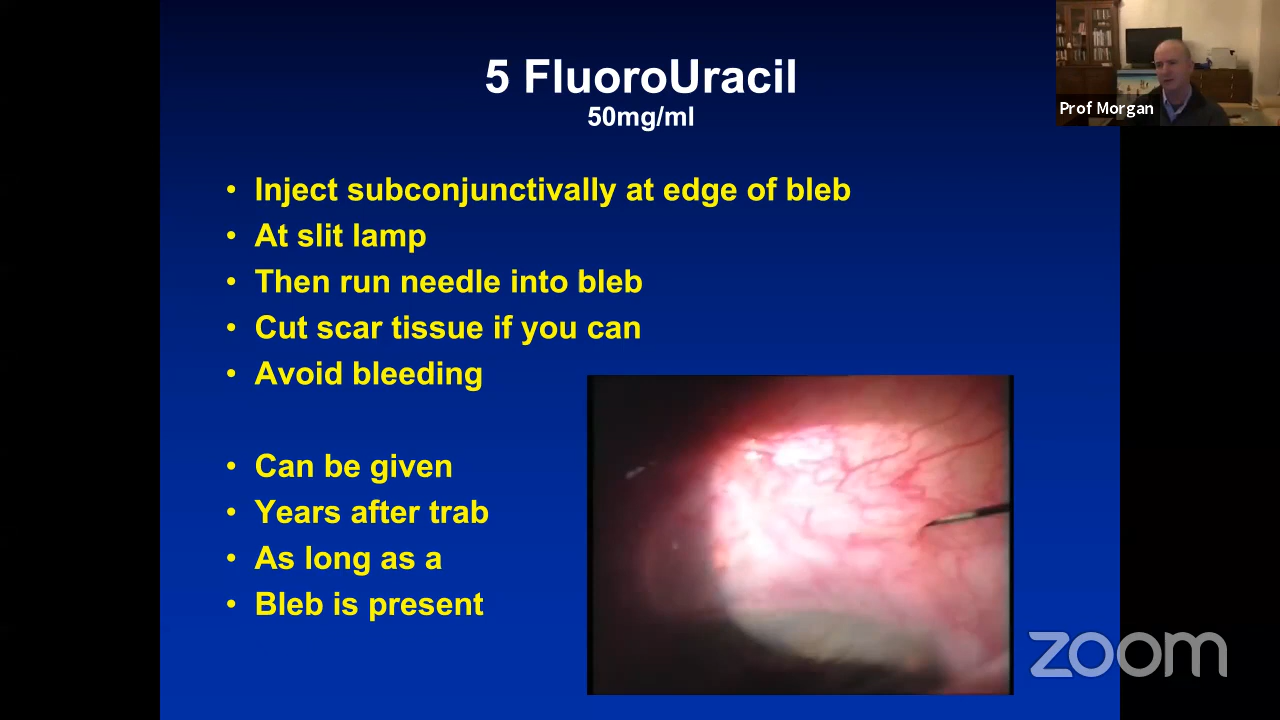 5 FluoroUracil
50mg/ml
• Inject subconjunctivally at edge of bleb
• At slit lamp
• Then run needle into bleb
• Cut scar tissue if you can
• Avoid bleeding
• Can be given
• Years after trab
• As long as a
• Bleb is present
Prof Morgan
zoom